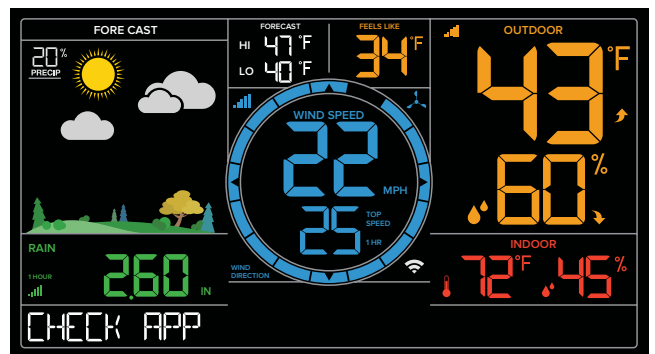 FORE CAST
20%
PRECIP
FORECAST
HI 47°F
LO 40°F
FEELS LIKE
34°F
OUTDOOR
43°F
60%
WIND SPEED
22 MPH
25 TOP
SPEED
1 HR
WIND
DIRECTION
RAIN
1 HOUR
2.60 IN
INDOOR
72°F 45%
CHECK APP